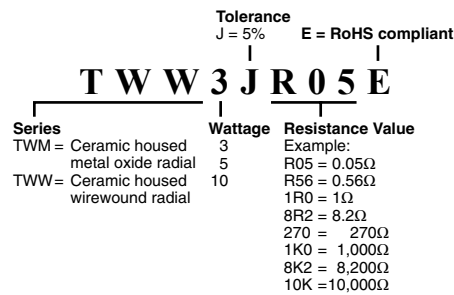 Tolerance
J = 5%
E = RoHS compliant
T W W 3 J R 0 5 E
Series
TWM = Ceramic housed
metal oxide radial
TWW = Ceramic housed
wirewound radial
Wattage
3
5
10
Resistance Value
Example:
R05 = 0.05Ω
R56 = 0.56Ω
1R0 = 1Ω
8R2 = 8.2Ω
270 = 270Ω
1K0 = 1,000Ω
8K2 = 8,200Ω
10K =10,000Ω